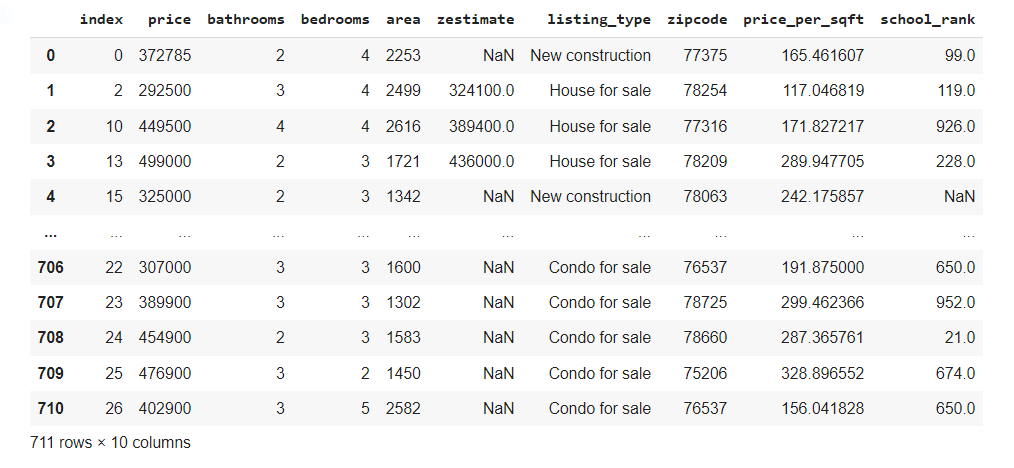 index price bathrooms bedrooms area zestimate listing_type zipcode price_per_sqft school_rank
0 0 372785 2 4 2253 NaN New construction 77375 165.461607 99.0
1 2 292500 3 4 2499 324100.0 House for sale 78254 117.046819 119.0
2 10 449500 4 4 2616 389400.0 House for sale 77316 171.827217 926.0
3 13 499000 2 3 1721 436000.0 House for sale 78209 289.947705 228.0
4 15 325000 2 3 1342 NaN New construction 78063 242.175857 NaN
... ... ... ... ... ... ... ... ... ... ...
706 22 307000 3 3 1600 NaN Condo for sale 76537 191.875000 650.0
707 23 389900 3 3 1302 NaN Condo for sale 78725 299.462366 952.0
708 24 454900 2 3 1583 NaN Condo for sale 78660 287.365761 21.0
709 25 476900 3 2 1450 NaN Condo for sale 75206 328.896552 674.0
710 26 402900 3 5 2582 NaN Condo for sale 76537 156.041828 650.0
711 rows × 10 columns